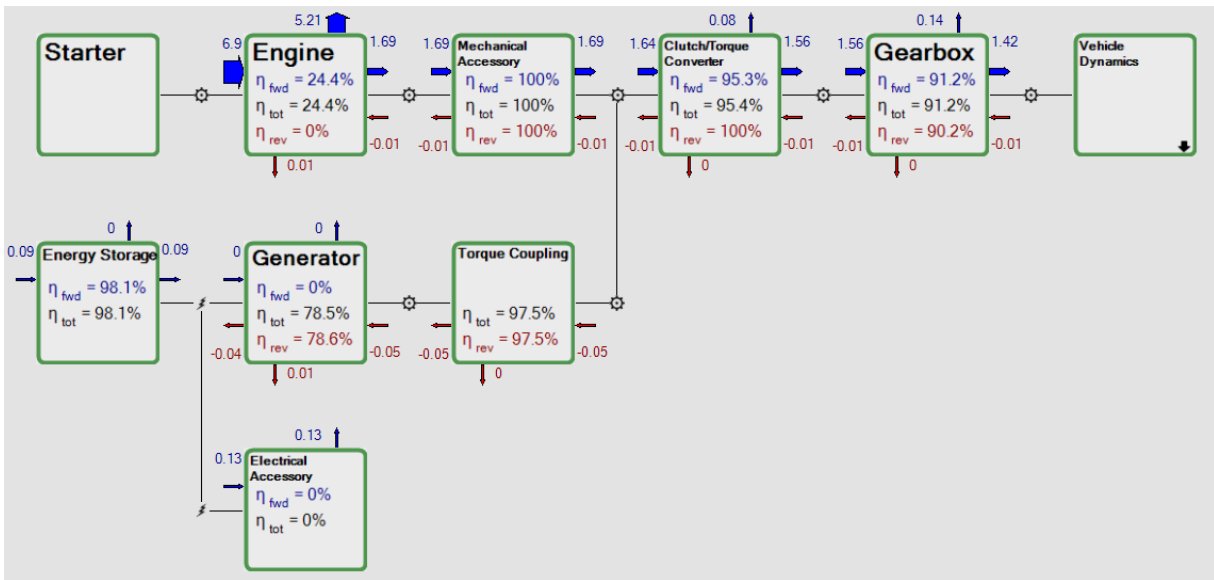 5.21
0.08
0.14
Starter
6.9
Engine
1.69
1.69
Mechanical
Accessory
1.69
1.64
Clutch/Torque
Converter
1.56
1.56
Gearbox
1.42
Vehicle
Dynamics
η fwd = 24.4%
η tot = 24.4%
η rev = 0%
η fwd = 100%
η tot = 100%
η rev = 100%
η fwd = 95.3%
η tot = 95.4%
η rev = 100%
η fwd = 91.2%
η tot = 91.2%
η rev = 90.2%
-0.01
-0.01
-0.01
-0.01
-0.01
-0.01
-0.01
0.01
0
0
0
0
0.09
Energy Storage
0.09
0
Generator
Torque Coupling
η fwd = 98.1%
η tot = 98.1%
η fwd = 0%
η tot = 78.5%
η rev = 78.6%
η tot = 97.5%
η rev = 97.5%
-0.04
-0.05
-0.05
-0.05
0.01
0
0.13
0.13
Electrical
Accessory
η fwd = 0%
η tot = 0%